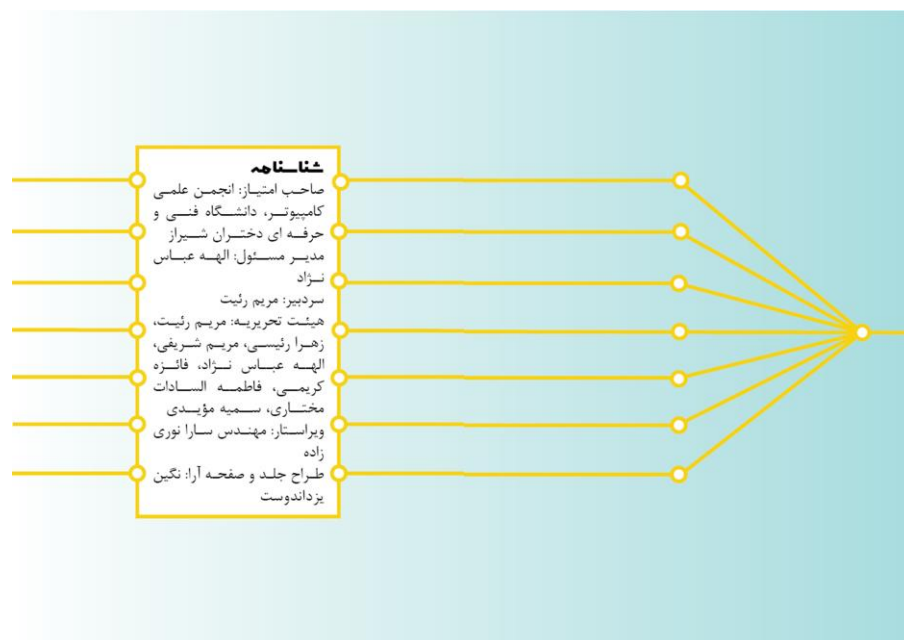 شناسنامه
صاحب امتیاز: انجمن علمی
کامپیوتر، دانشگاه فنی و
حرفه ای دختران شیراز
مدیر مسئول: الهه عباس
نژاد
سردبیر: مریم رئیت
هیئت تحریریه: مریم رئیت،
زهرا رئیسی، مریم شریفی،
الهه عباس نژاد، فائزه
کریمی، فاطمه السادات
مختاری، سمیه مؤیدی
ویراستار: مهندس سارا نوری
زاده
طراح جلد و صفحه آرا: نگین
یزداندوست